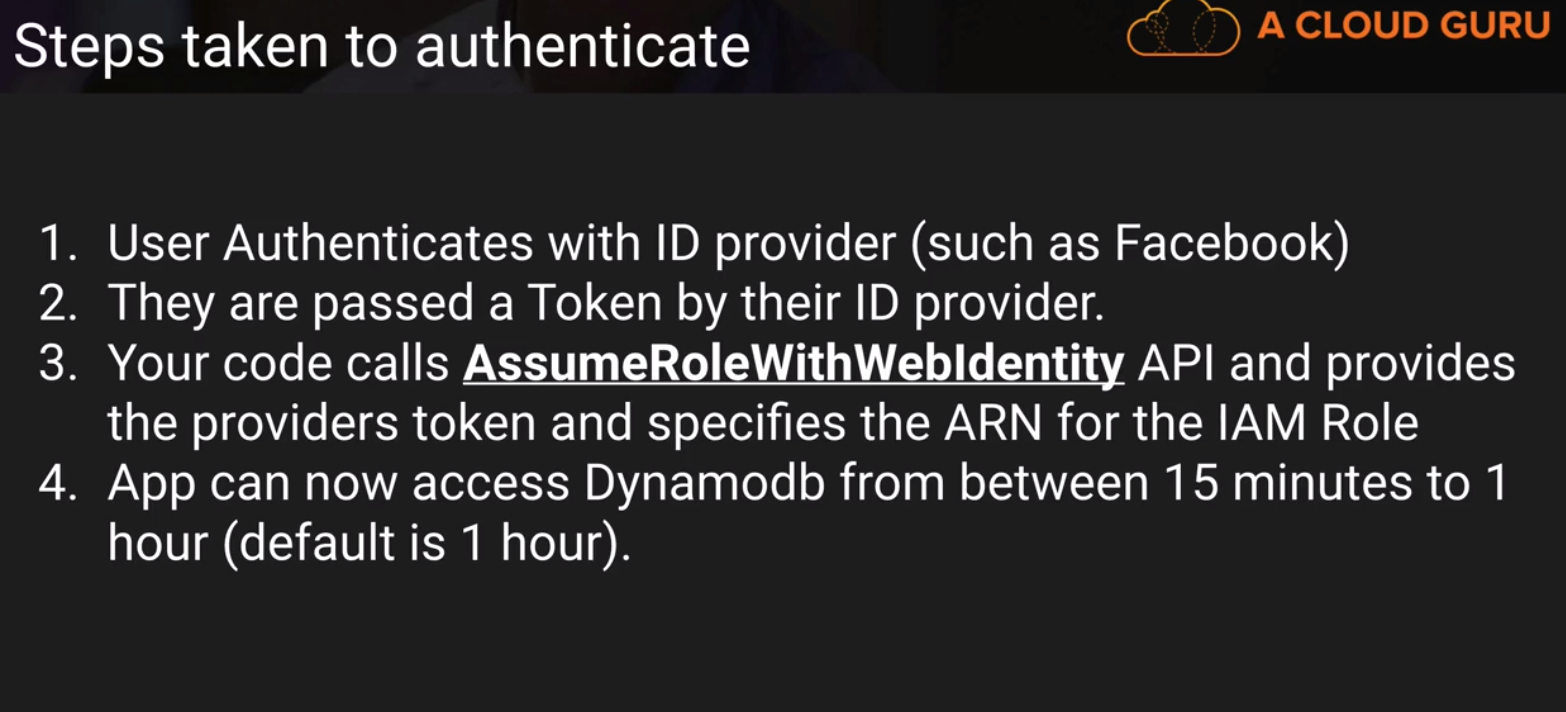 Steps taken to authenticate
A CLOUD GURU
1. User Authenticates with ID provider (such as Facebook)
2. They are passed a Token by their ID provider.
3. Your code calls AssumeRoleWithWebIdentity API and provides
the providers token and specifies the ARN for the IAM Role
4. App can now access Dynamodb from between 15 minutes to 1
hour (default is 1 hour).